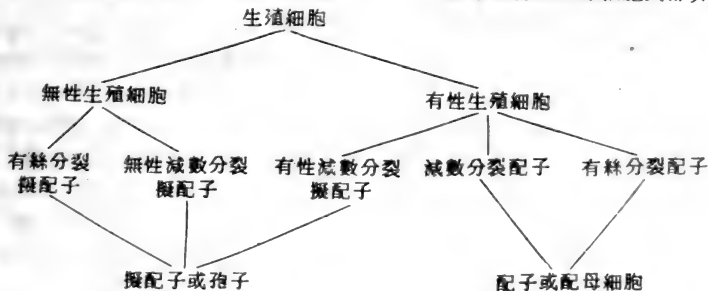 生殖細胞
無性生殖細胞 有性生殖細胞
有絲分裂 無性減數分裂 有性減數分裂 減數分裂配子 有絲分裂配子
擬配子 擬配子 擬配子
擬配子或孢子 配子或配母細胞